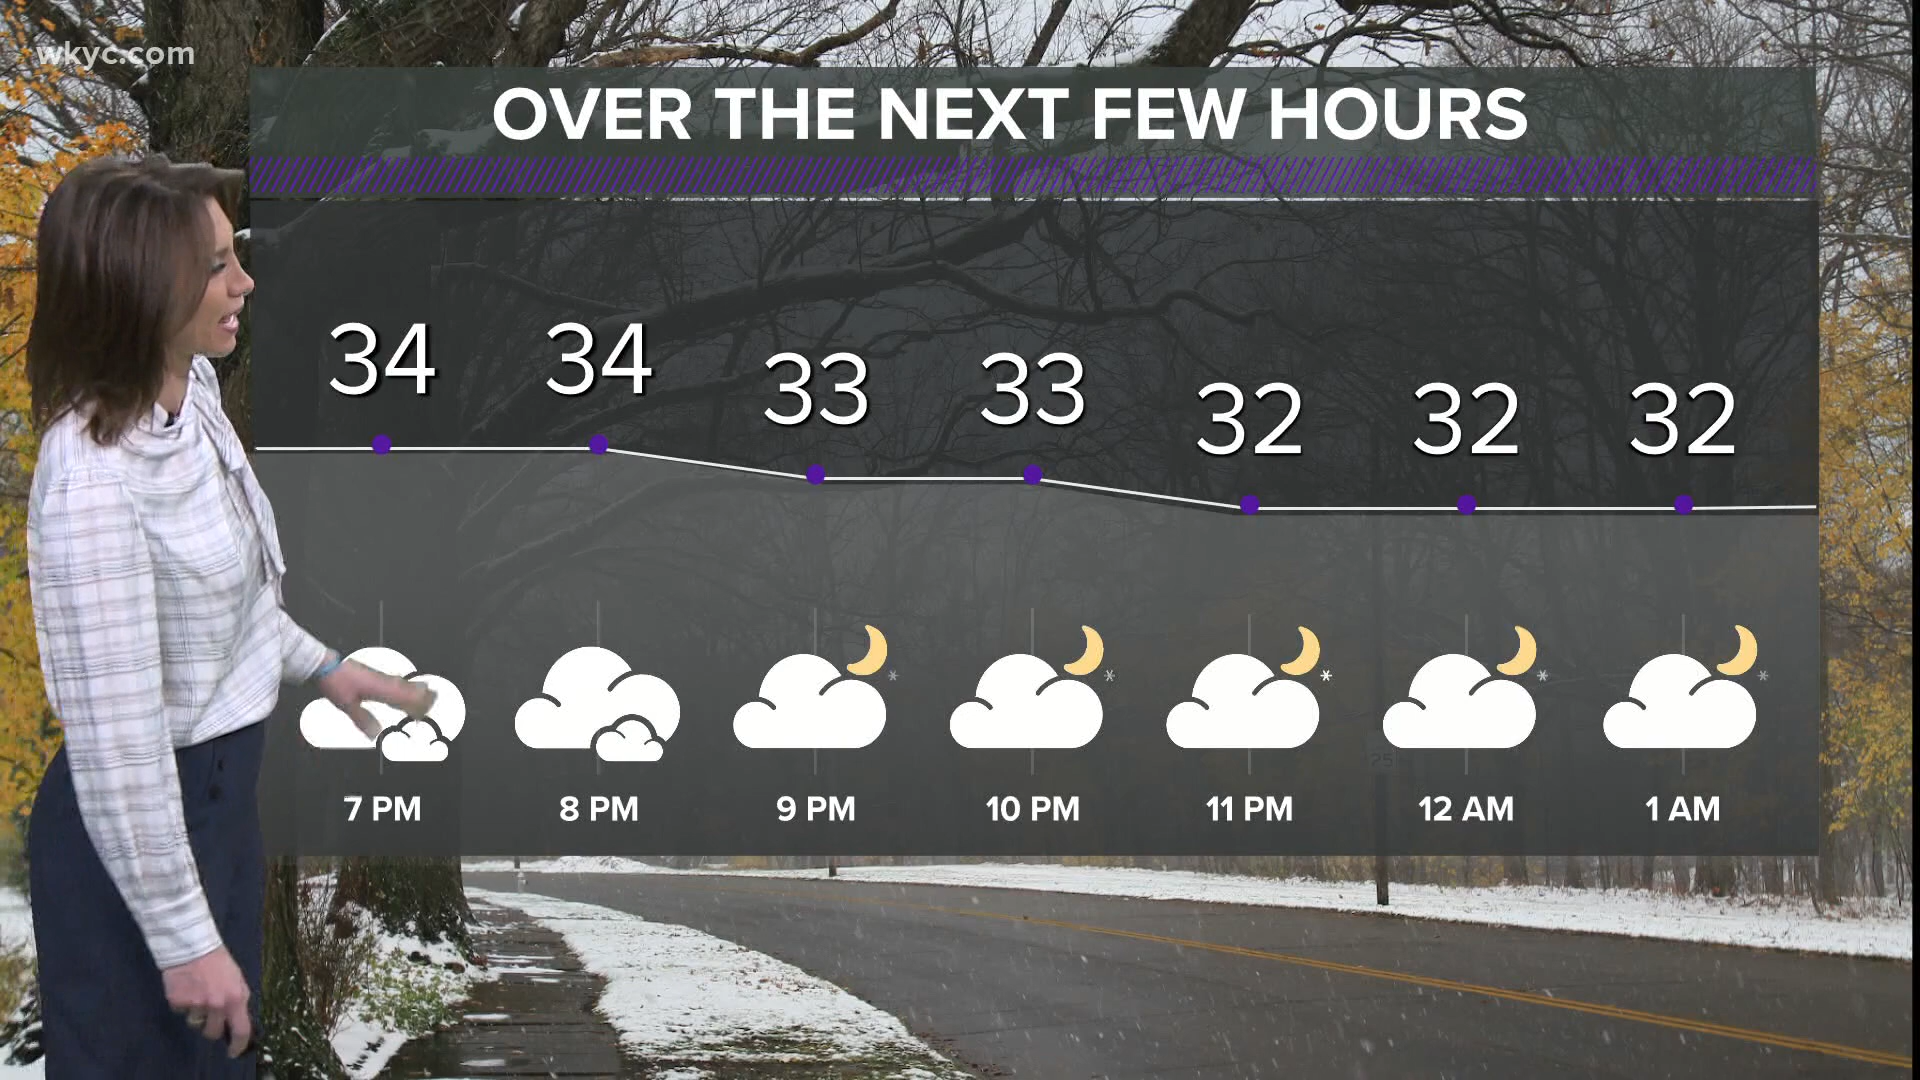 wkyc.com
OVER THE NEXT FEW HOURS
34 34 33 33 32 32 32
25
7 PM 8 PM 9 PM 10 PM 11 PM 12 AM 1 AM